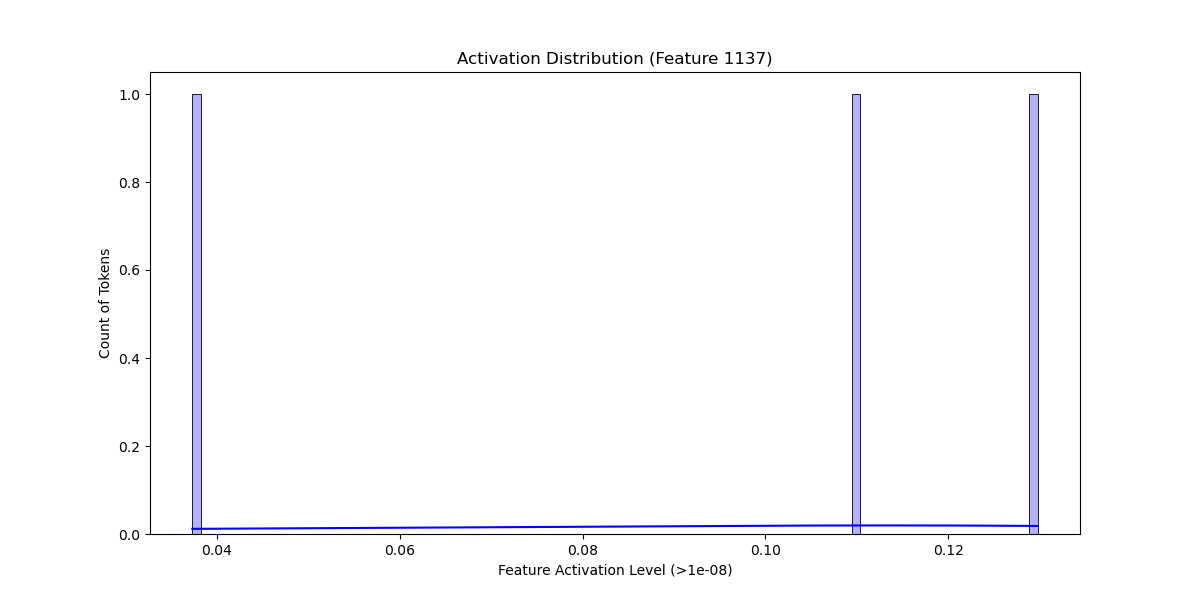 Activation Distribution (Feature 1137)
Count of Tokens
1.0
0.8
0.6
0.4
0.2
0.0
0.04 0.06 0.08 0.10 0.12
Feature Activation Level (>1e-08)